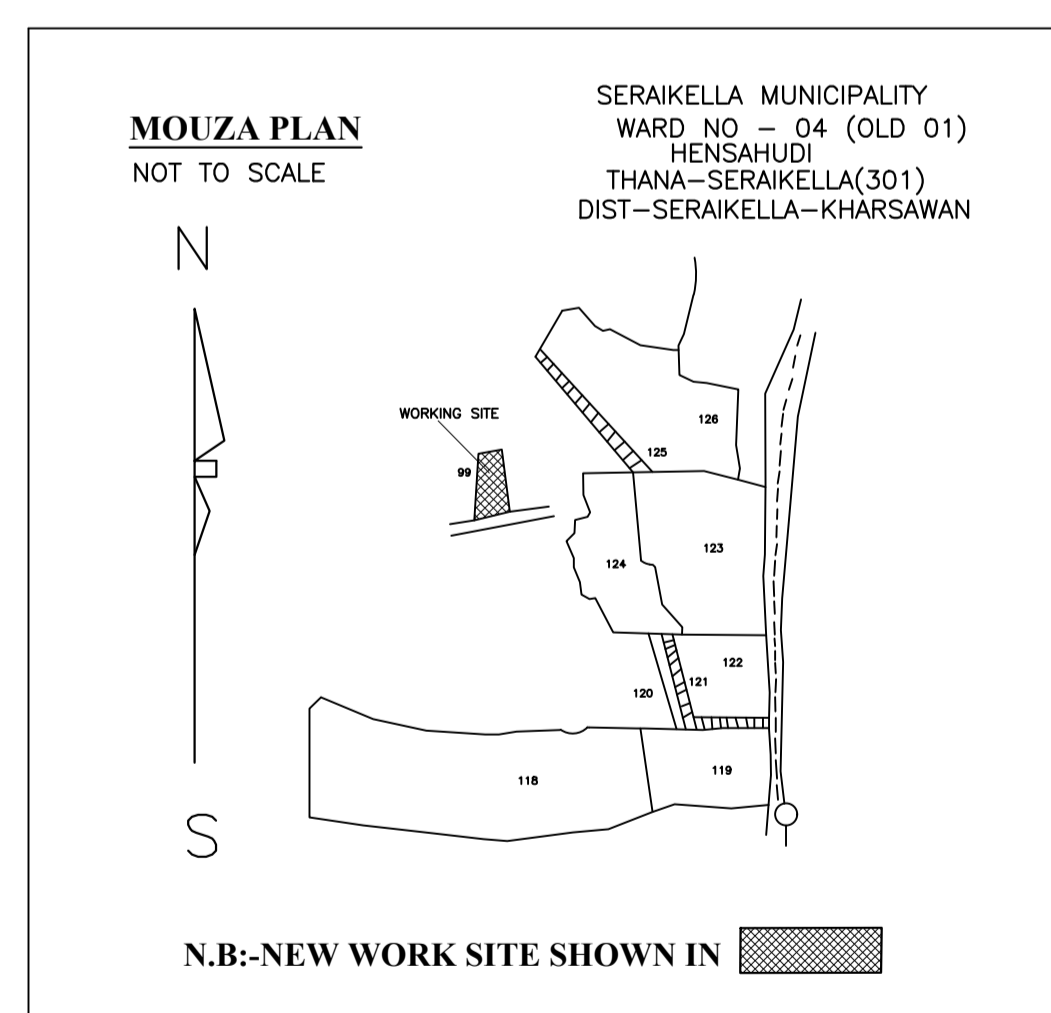 MOUZA PLAN
NOT TO SCALE
SERAIKELLA MUNICIPALITY
WARD NO - 04 (OLD 01)
HENSAHUDI
THANA-SERAIKELLA(301)
DIST-SERAIKELLA-KHARSAWAN
N
WORKING SITE
99
126
125
124
123
122
121
120
119
118
S
N.B:-NEW WORK SITE SHOWN IN